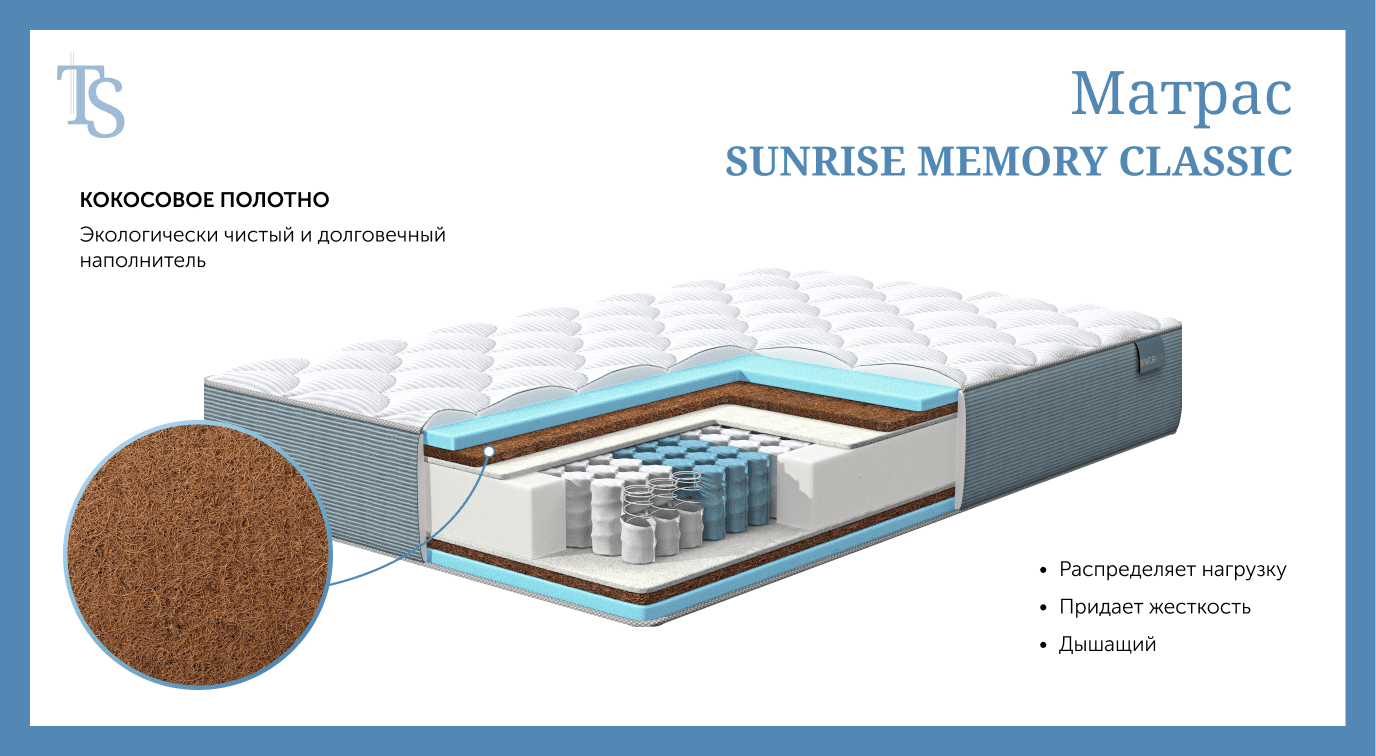 TS
Матрас
SUNRISE MEMORY CLASSIC
КОКОСОВОЕ ПОЛОТНО
Экологически чистый и долговечный
наполнитель
• Распределяет нагрузку
• Придает жесткость
• Дышащий